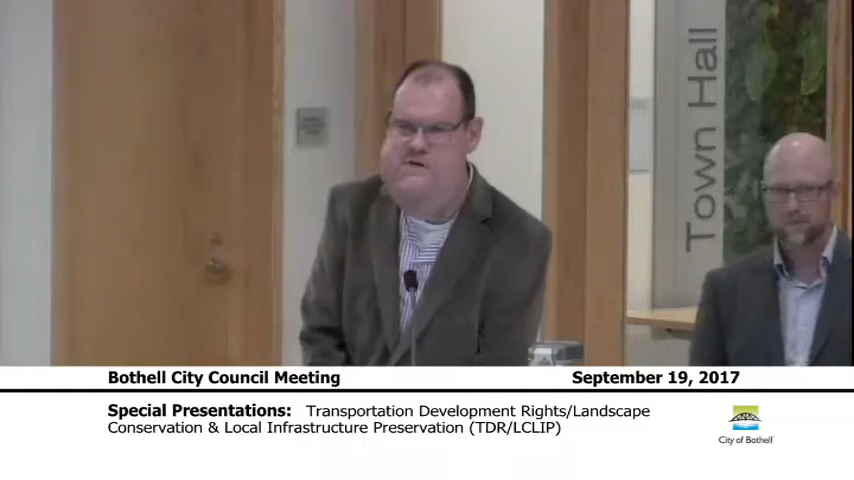 Town Hall
Bothell City Council Meeting
September 19, 2017
Special Presentations: Transportation Development Rights/Landscape
Conservation & Local Infrastructure Preservation (TDR/LCLIP)
City of Bothell